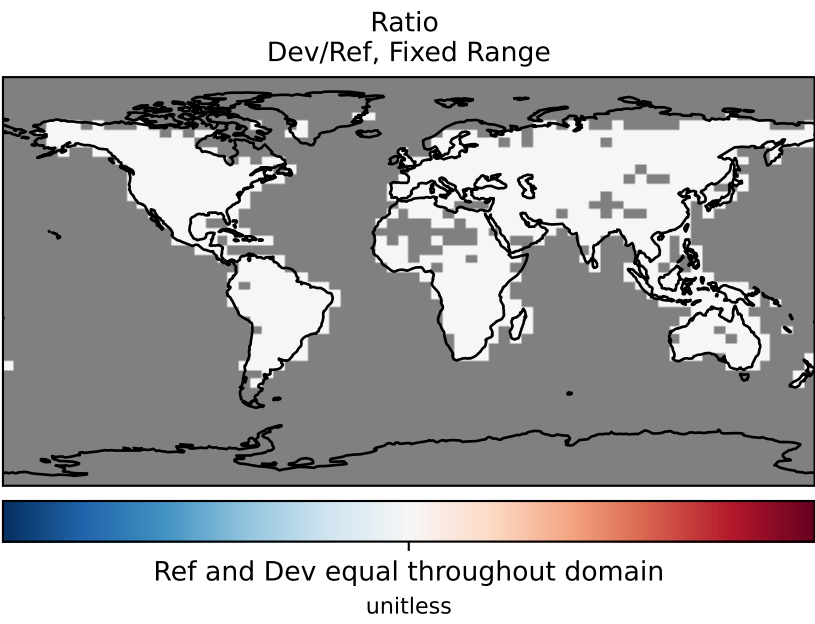 Ratio
Dev/Ref, Fixed Range
Ref and Dev equal throughout domain
unitless